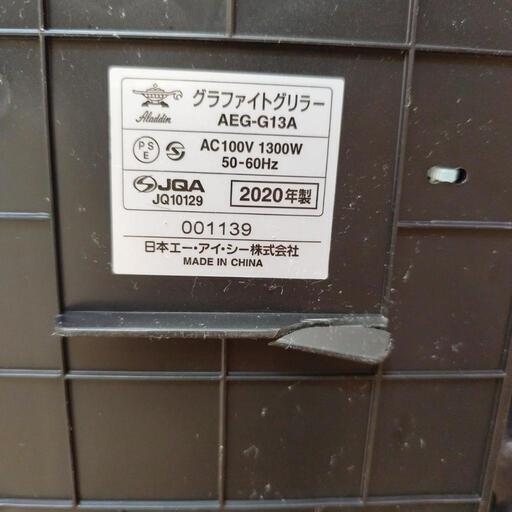 グラファイトグリラー
Aladdin
AEG-G13A
PS E
AC100V 1300W
50-60Hz
JQA
JQ10129
2020年製
001139
日本エー・アイ・シー株式会社
MADE IN CHINA